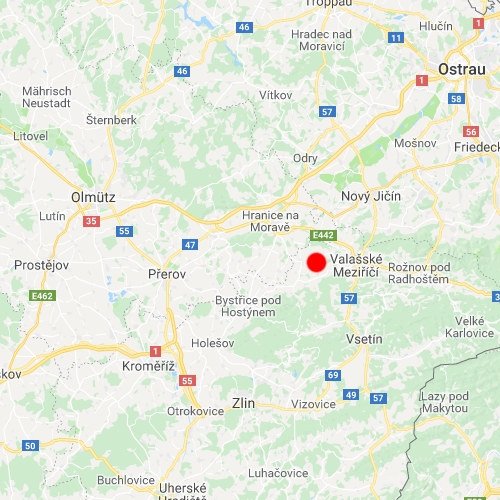 Troppau
46
Hlučín
1
Hradec nad
Moravicí
11
Ostrau
46
1
Mährisch
Neustadt
Vítkov
58
57
Šternberk
56
Litovel
Mošnov
Friedeck
Odry
Olmütz
Nový Jičín
Lutín
35
Hranice na
Moravě
55
E442
47
Prostějov
Valašské
Meziříčí
Přerov
Rožnov pod
Radhoštěm
E462
Bystřice pod
Hostýnem
57
Velké
Karlovice
Holešov
Vsetín
1
Kroměříž
kov
55
69
49
57
Zlin
Vizovice
Otrokovice
Lazy pod
Makytou
50
Luhačovice
Buchlovice
Uherské
Hradiště